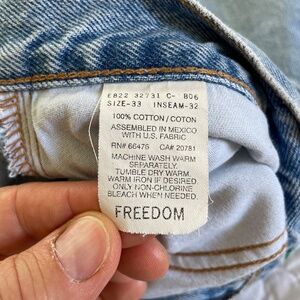 E822 32731 C- B06
SIZE-33 INSEAM-32
100% COTTON/COTON
ASSEMBLED IN MEXICO
WITH U.S. FABRIC
RN# 66475 CA# 20781
MACHINE WASH WARM
SEPARATELY.
TUMBLE DRY WARM.
WARM IRON IF DESIRED
ONLY NON-CHLORINE
BLEACH WHEN NEEDED.
FREEDOM